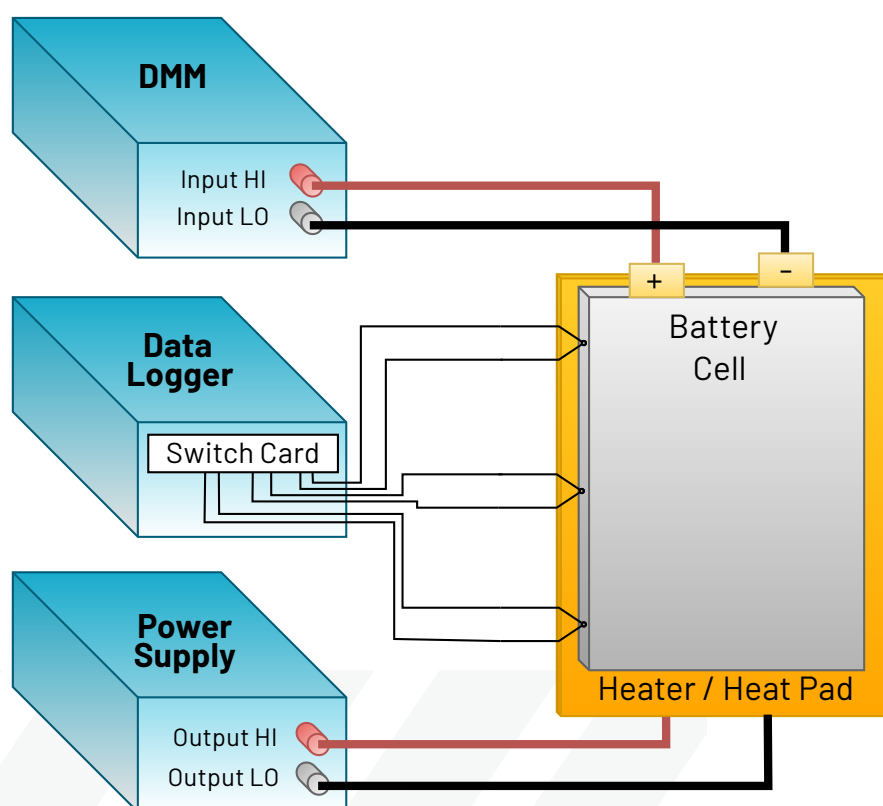 DMM
Input HI
Input LO
+
-
Battery
Cell
Data
Logger
Switch Card
Power
Supply
Heater / Heat Pad
Output HI
Output LO